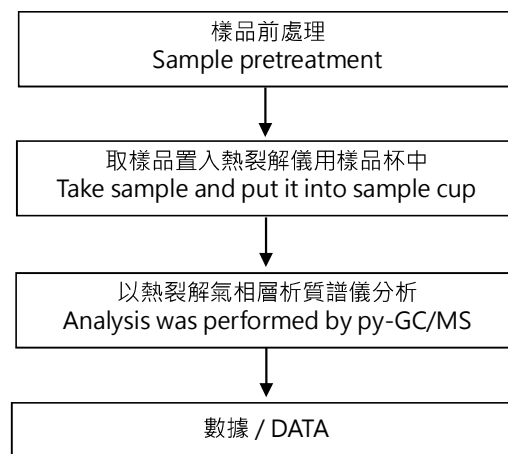 樣品前處理
Sample pretreatment
取樣品置入熱裂解儀用樣品杯中
Take sample and put it into sample cup
以熱裂解氣相層析質譜儀分析
Analysis was performed by py-GC/MS
數據 / DATA